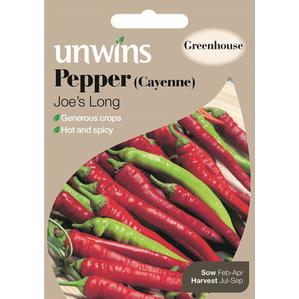 unwins
Greenhouse
Pepper (Cayenne)
Joe's Long
Generous crops
Hot and spicy
Sow Feb-Apr
Harvest Jul-Sep